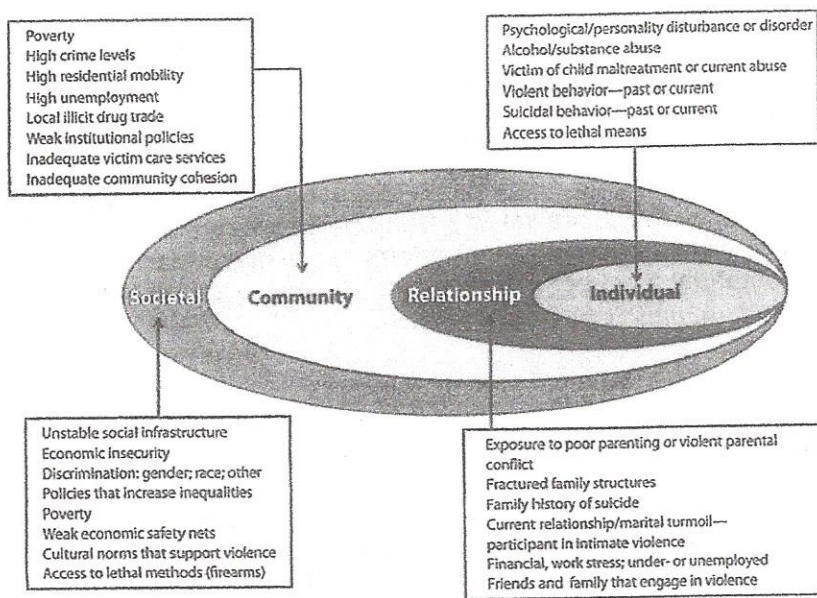 Poverty
High crime levels
High residential mobility
High unemployment
Local illicit drug trade
Weak institutional policies
Inadequate victim care services
Inadequate community cohesion
Psychological/personality disturbance or disorder
Alcohol/substance abuse
Victim of child maltreatment or current abuse
Violent behavior—past or current
Suicidal behavior—past or current
Access to lethal means
Societal
Community
Relationship
Individual
Unstable social infrastructure
Economic insecurity
Discrimination: gender; race; other
Policies that increase inequalities
Poverty
Weak economic safety nets
Cultural norms that support violence
Access to lethal methods (firearms)
Exposure to poor parenting or violent parental
conflict
Fractured family structures
Family history of suicide
Current relationship/marital turmoil—
participant in intimate violence
Financial, work stress; under- or unemployed
Friends and family that engage in violence